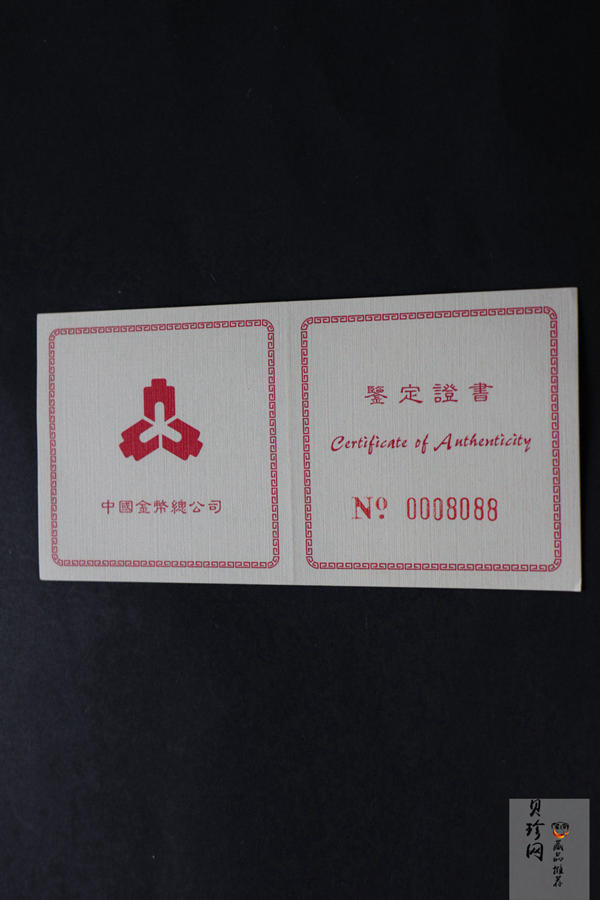 中國金幣總公司
鑒定證書
Certificate of Authenticity
Nº 0008088
贝珍网
藏品推荐